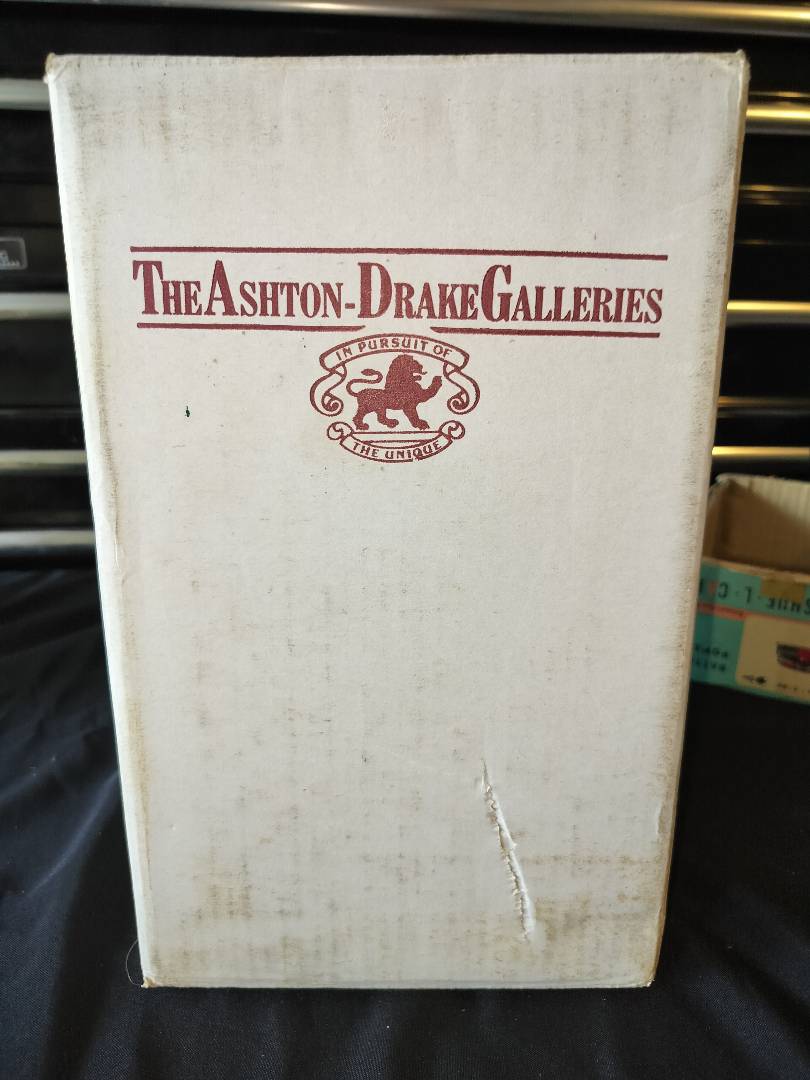 THE ASHTON-DRAKE GALLERIES
IN PURSUIT OF
THE UNIQUE